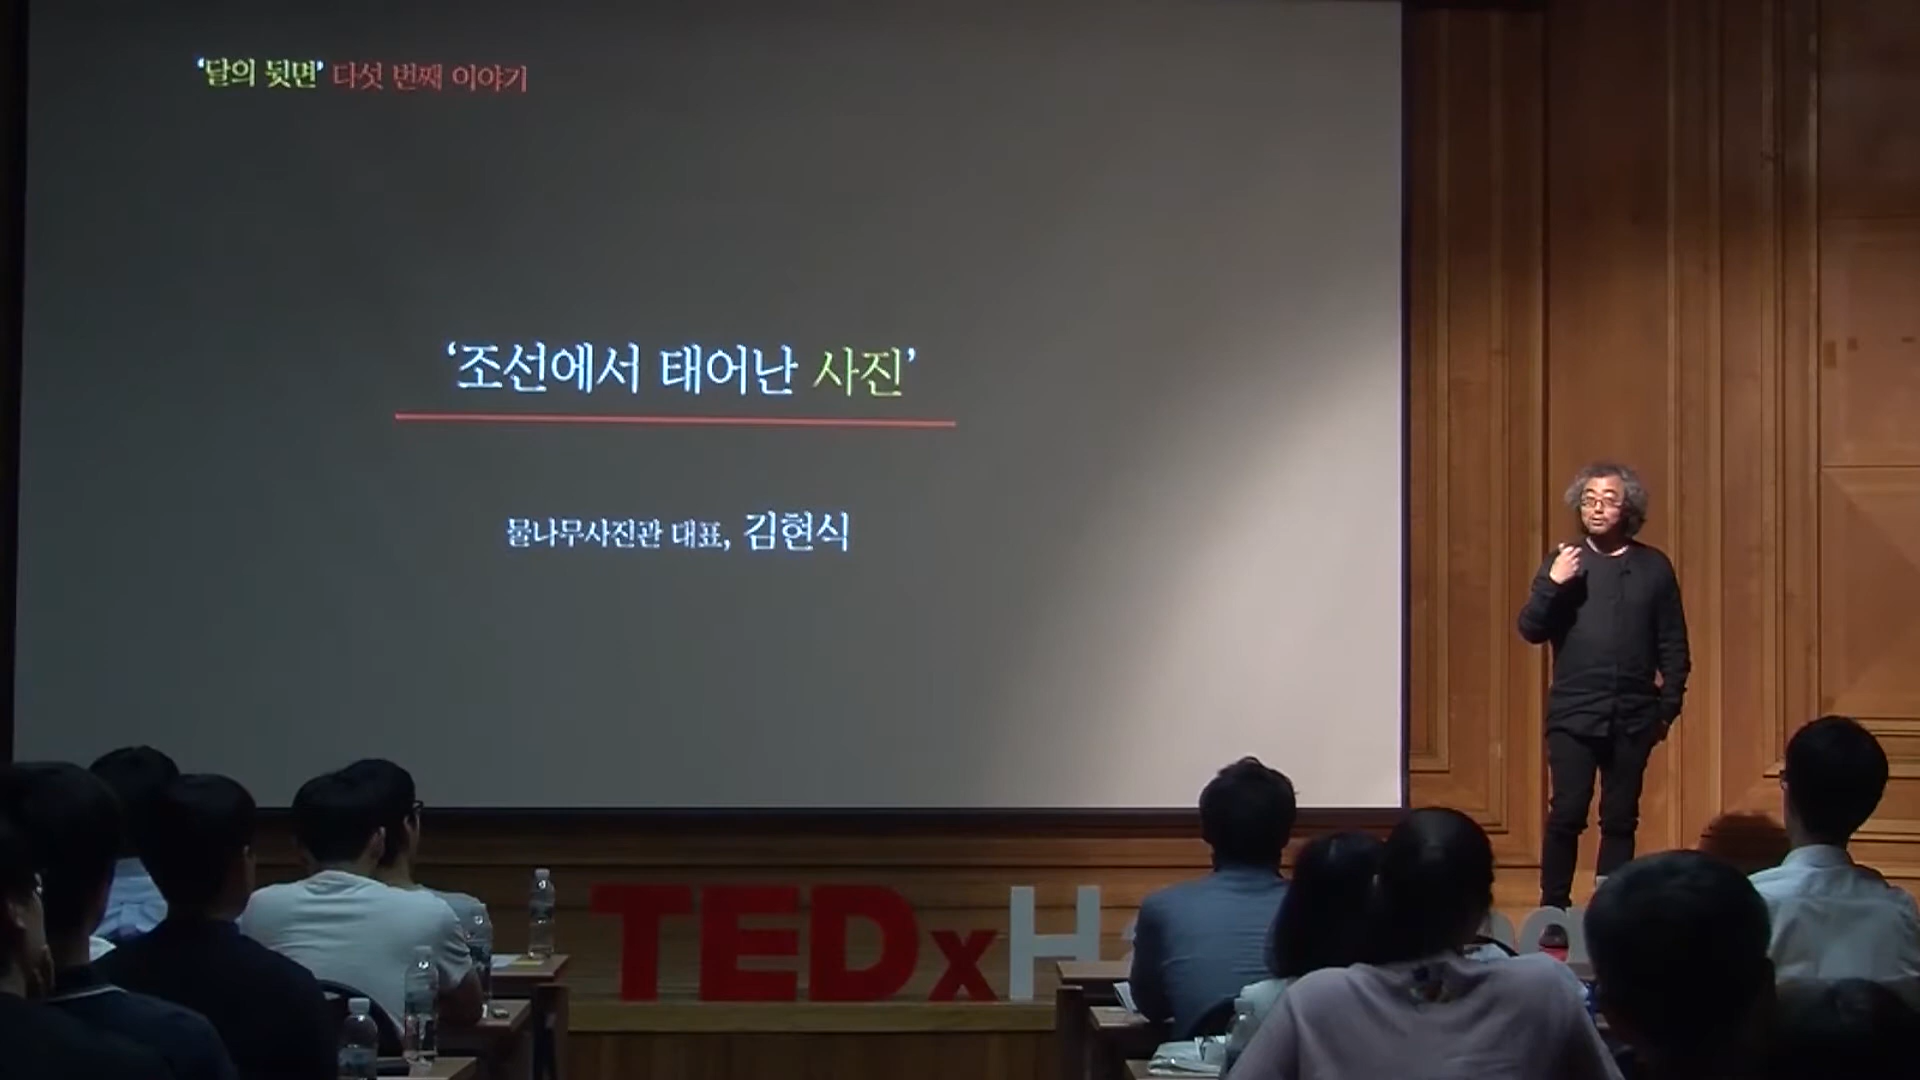 ‘달의 뒷면’ 다섯 번째 이야기
‘조선에서 태어난 사진’
물나무사진관 대표, 김현식
TEDxH